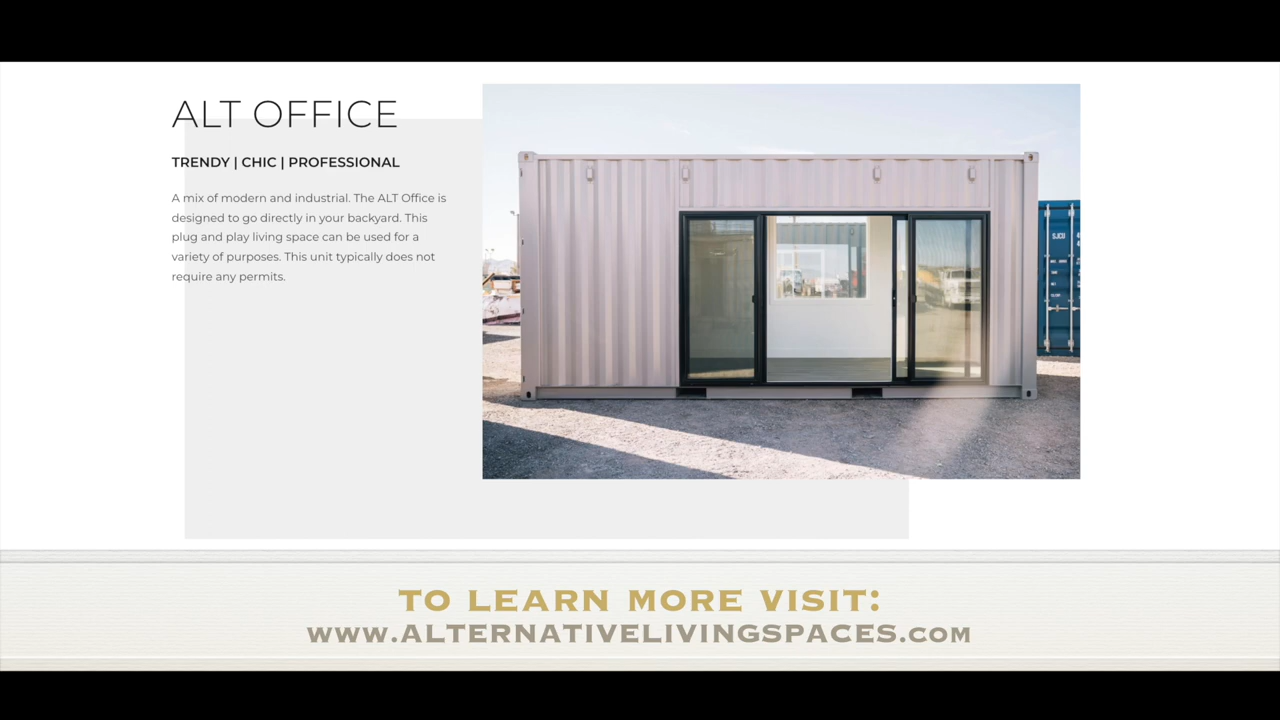 ALT OFFICE
TRENDY | CHIC | PROFESSIONAL
A mix of modern and industrial. The ALT Office is
designed to go directly in your backyard. This
plug and play living space can be used for a
variety of purposes. This unit typically does not
require any permits.
SJCU
TO LEARN MORE VISIT:
WWW.ALTERNATIVELIVINGSPACES.COM